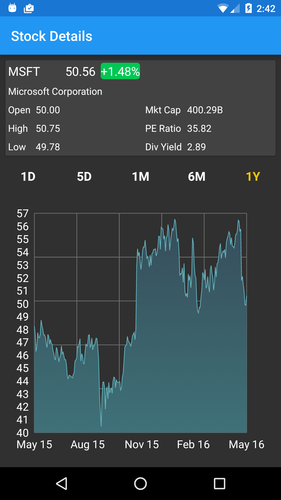 2:42
Stock Details
MSFT 50.56 +1.48%
Microsoft Corporation
Open 50.00 Mkt Cap 400.29B
High 50.75 PE Ratio 35.82
Low 49.78 Div Yield 2.89
1D 5D 1M 6M 1Y
57
56
54
53
52
51
50
49
48
47
46
45
44
43
42
41
40
May 15 Aug 15 Nov 15 Feb 16 May 16